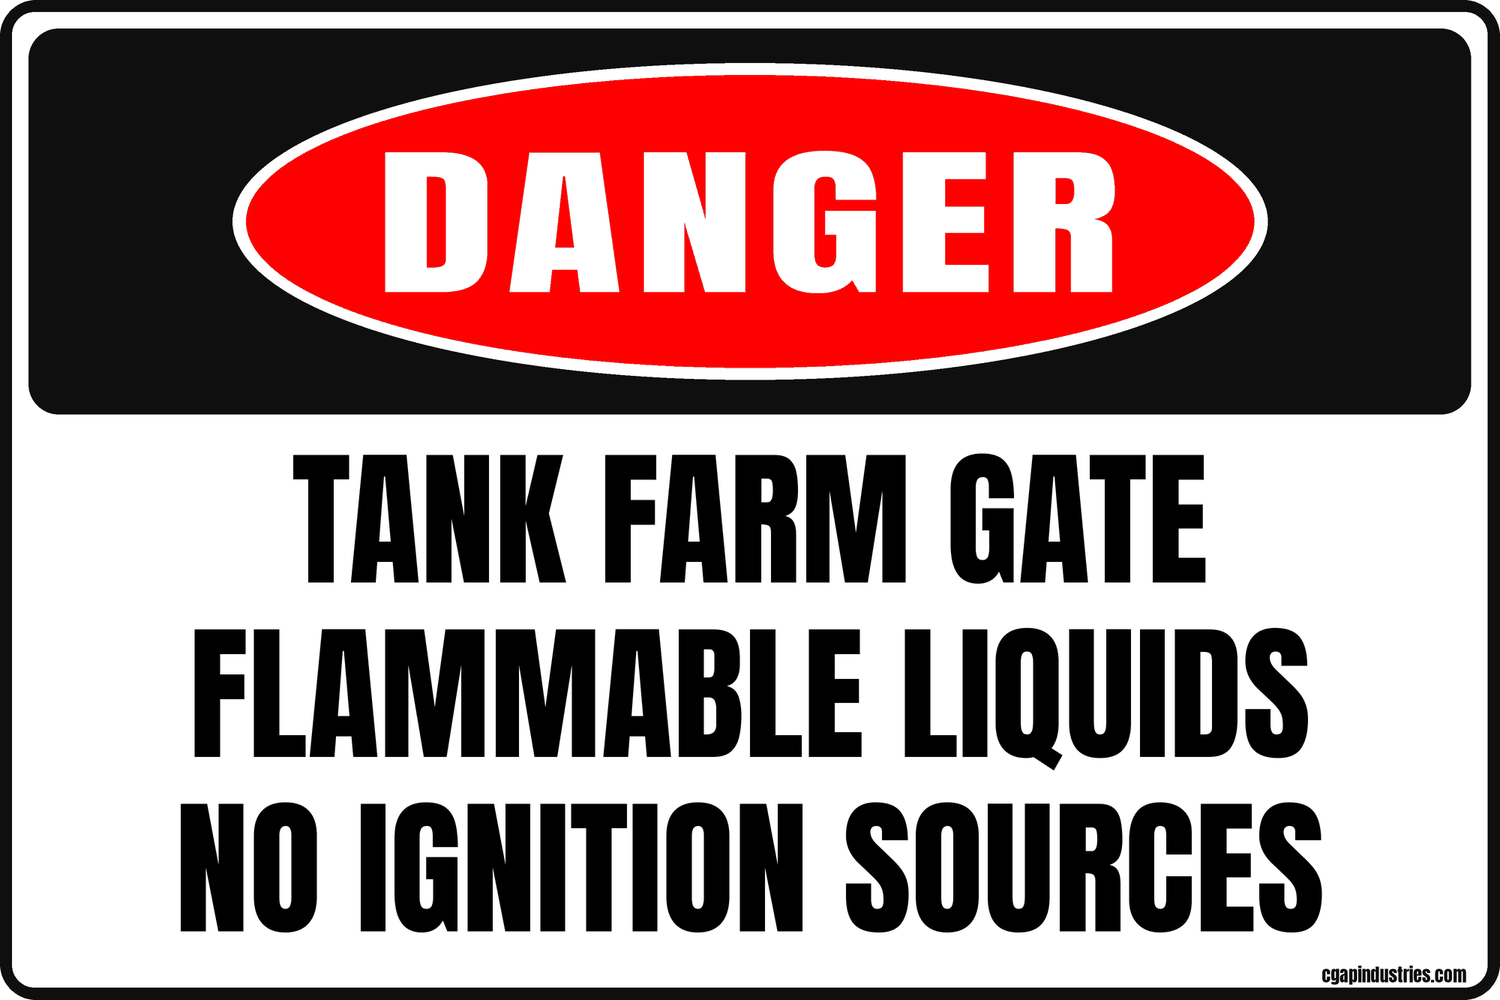 DANGER
TANK FARM GATE
FLAMMABLE LIQUIDS
NO IGNITION SOURCES
cgapindustries.com